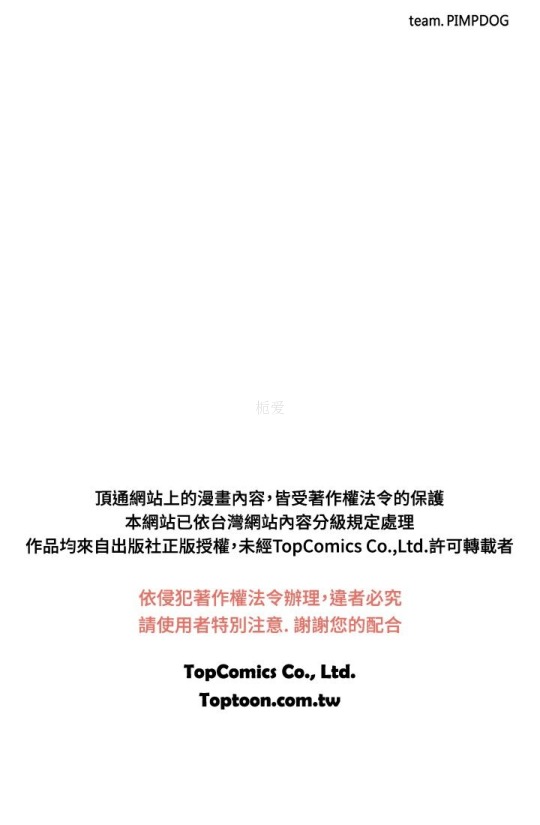 team. PIMPDOG
栀爱
頂通網站上的漫畫內容，皆受著作權法令的保護
本網站已依台灣網站內容分級規定處理
作品均來自出版社正版授權，未經TopComics Co.,Ltd.許可轉載者
依侵犯著作權法令辦理，違者必究
請使用者特別注意. 謝謝您的配合
TopComics Co., Ltd.
Toptoon.com.tw